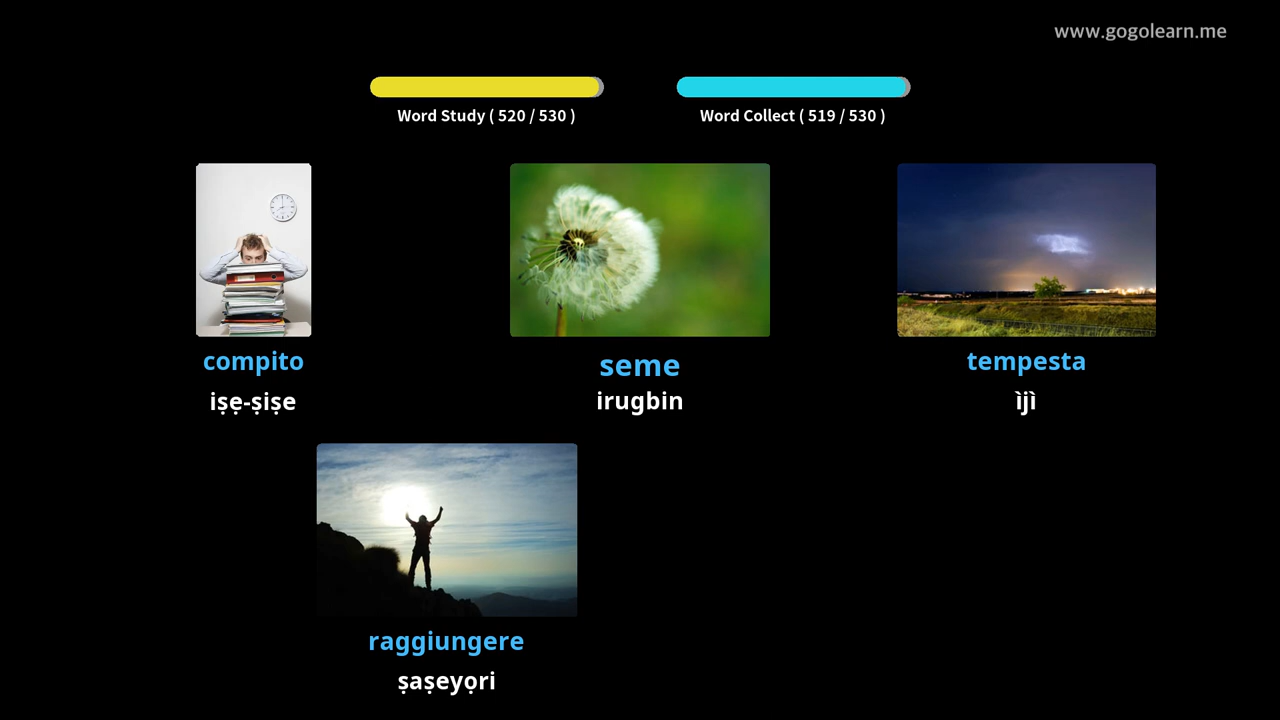 www.gogolearn.me
Word Study ( 520 / 530 )
Word Collect ( 519 / 530 )
compito
iṣẹ-ṣiṣe
seme
irugbin
tempesta
ìjì
raggiungere
ṣaṣeyọri